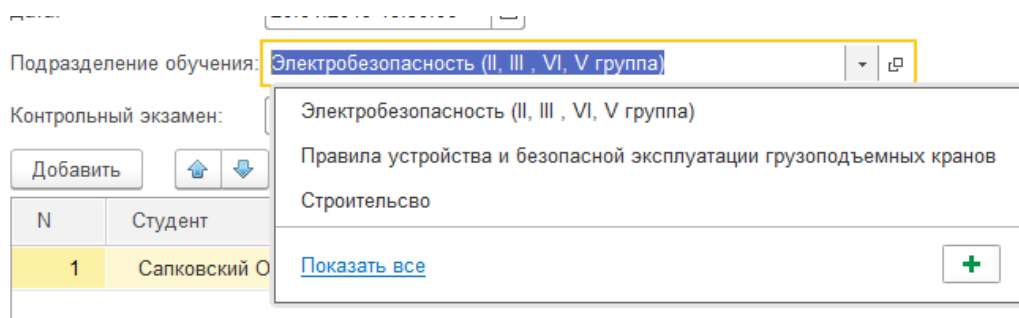 Подразделение обучения: Электробезопасность (II, III , VI, V группа)
Электробезопасность (II, III , VI, V группа)
Контрольный экзамен:
Правила устройства и безопасной эксплуатации грузоподъемных кранов
Добавить
Строительсво
N Студент
Показать все
1 Сапковский О